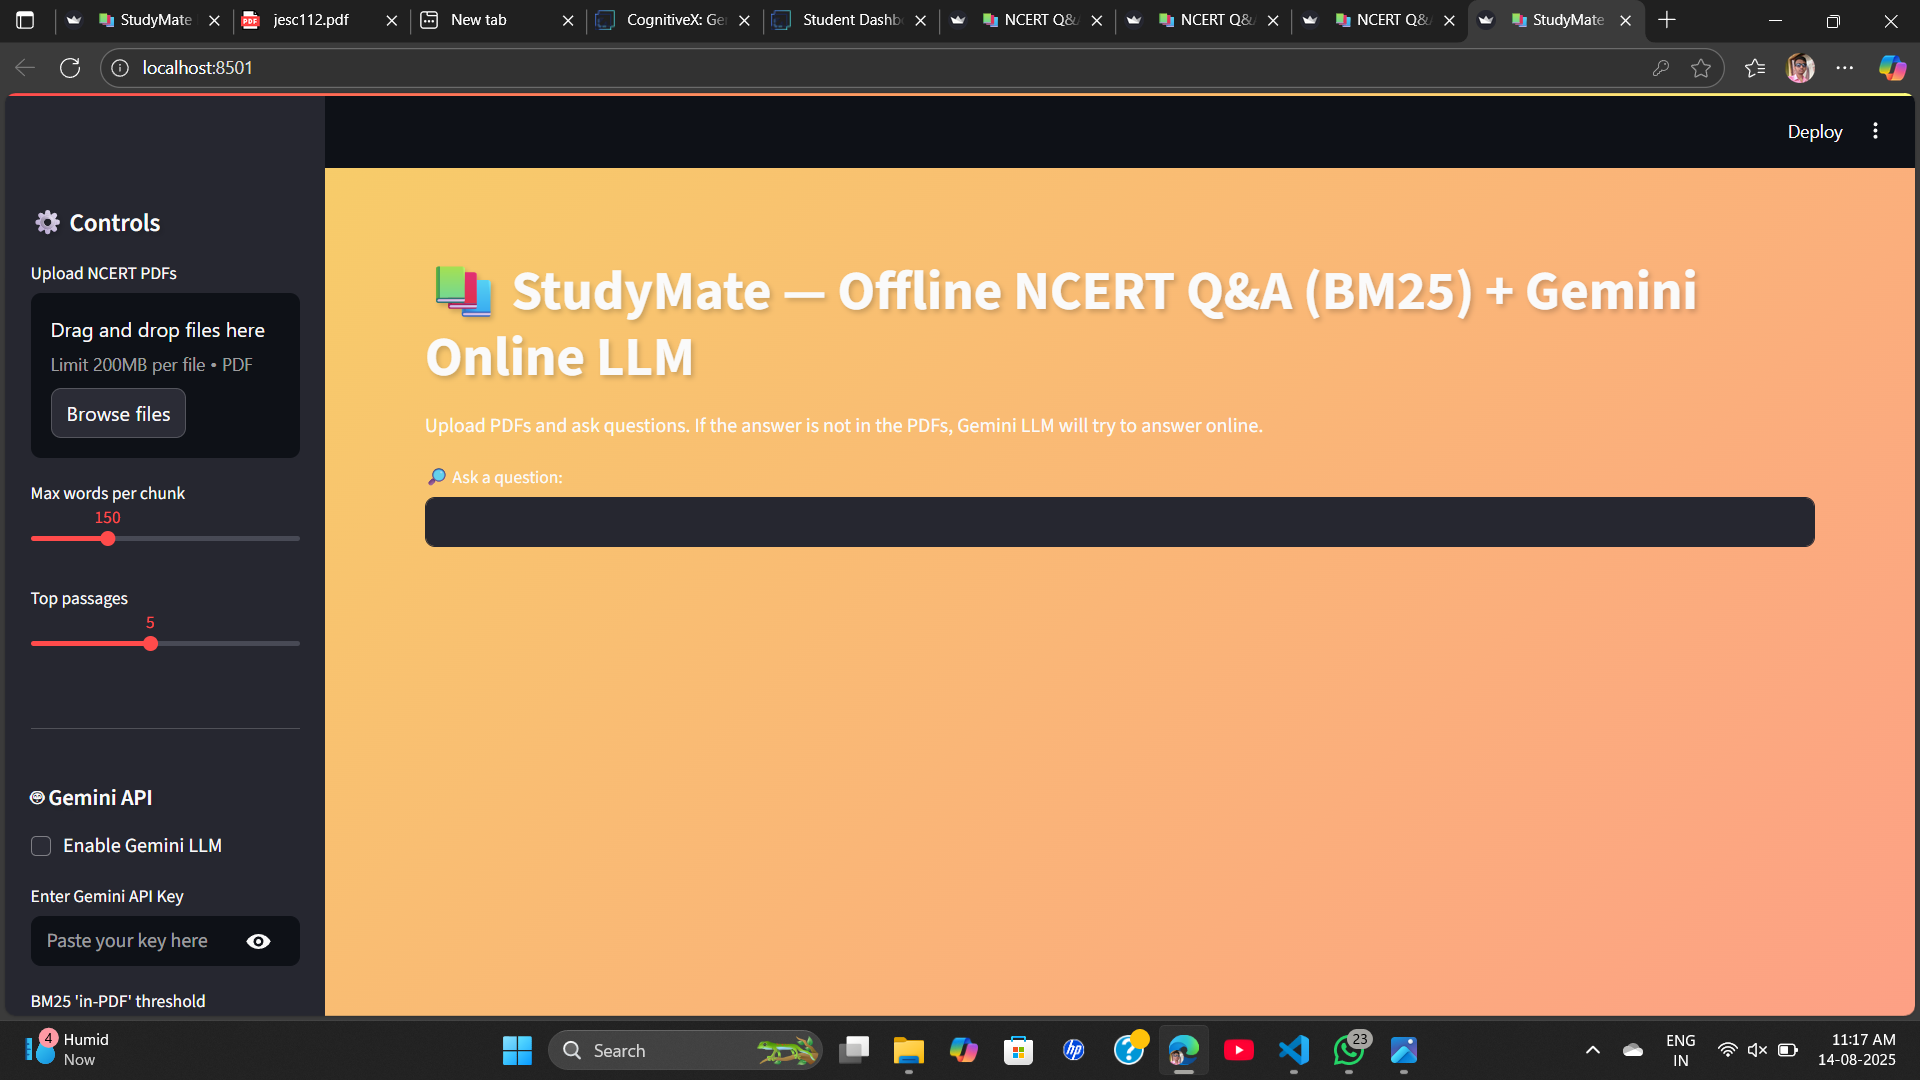 StudyMate
jesc112.pdf
New tab
CognitiveX: Ge
Student Dashb
NCERT Q&
NCERT Q&
NCERT Q&
StudyMate
localhost:8501
Deploy
Controls
Upload NCERT PDFs
Drag and drop files here
Limit 200MB per file • PDF
Browse files
Max words per chunk
150
Top passages
5
Gemini API
Enable Gemini LLM
Enter Gemini API Key
Paste your key here
BM25 'in-PDF' threshold
StudyMate — Offline NCERT Q&A (BM25) + Gemini
Online LLM
Upload PDFs and ask questions. If the answer is not in the PDFs, Gemini LLM will try to answer online.
Ask a question:
4
Humid
Now
Search
hp
23
ENG
IN
11:17 AM
14-08-2025